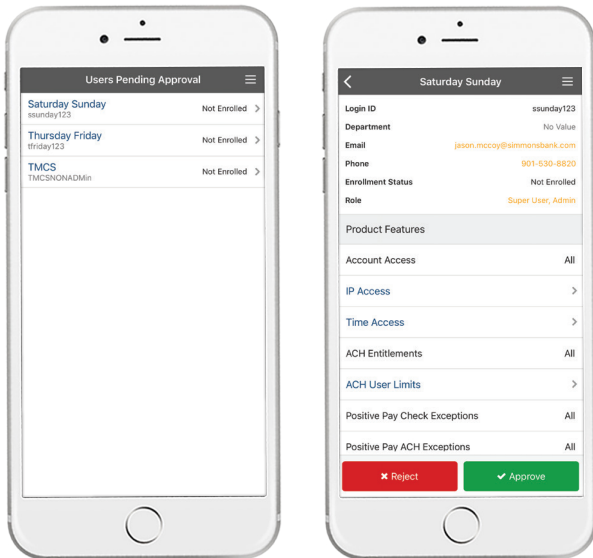 Users Pending Approval
Saturday Sunday
ssunday123
Not Enrolled
Thursday Friday
tfriday123
Not Enrolled
TMCS
TMCSNONADMin
Not Enrolled
Saturday Sunday
Login ID ssunday123
Department No Value
Email jason.mccoy@simmonsbank.com
Phone 901-530-8820
Enrollment Status Not Enrolled
Role Super User, Admin
Product Features
Account Access All
IP Access
Time Access
ACH Entitlements All
ACH User Limits
Positive Pay Check Exceptions All
Positive Pay ACH Exceptions All
Reject Approve